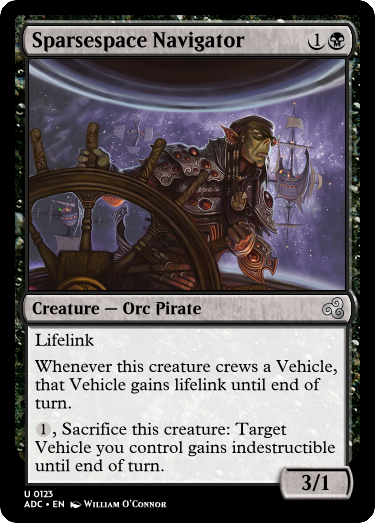 Sparsespace Navigator 1
Creature — Orc Pirate
Lifelink
Whenever this creature crews a Vehicle,
that Vehicle gains lifelink until end of
turn.
1, Sacrifice this creature: Target
Vehicle you control gains indestructible
until end of turn.
3/1
U 0123
ADC • EN WILLIAM O'CONNOR